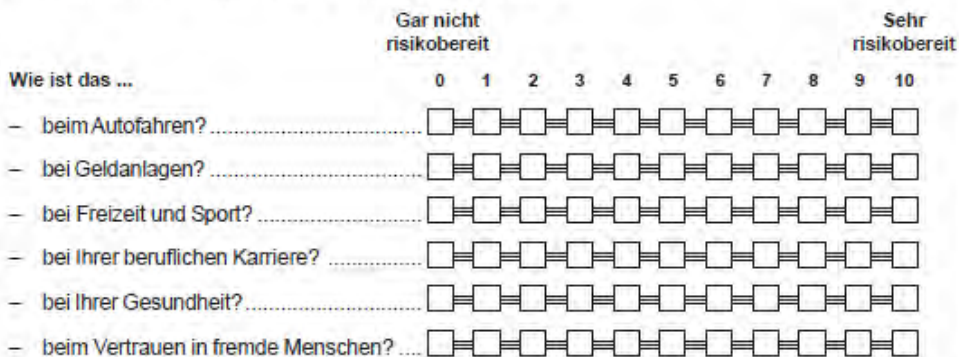 Gar nicht Sehr
risikobereit risikobereit
Wie ist das ... 0 1 2 3 4 5 6 7 8 9 10
– beim Autofahren? ................................
– bei Geldanlagen? ................................
– bei Freizeit und Sport? ........................
– bei Ihrer beruflichen Karriere? ..............
– bei Ihrer Gesundheit? ..........................
– beim Vertrauen in fremde Menschen? ....